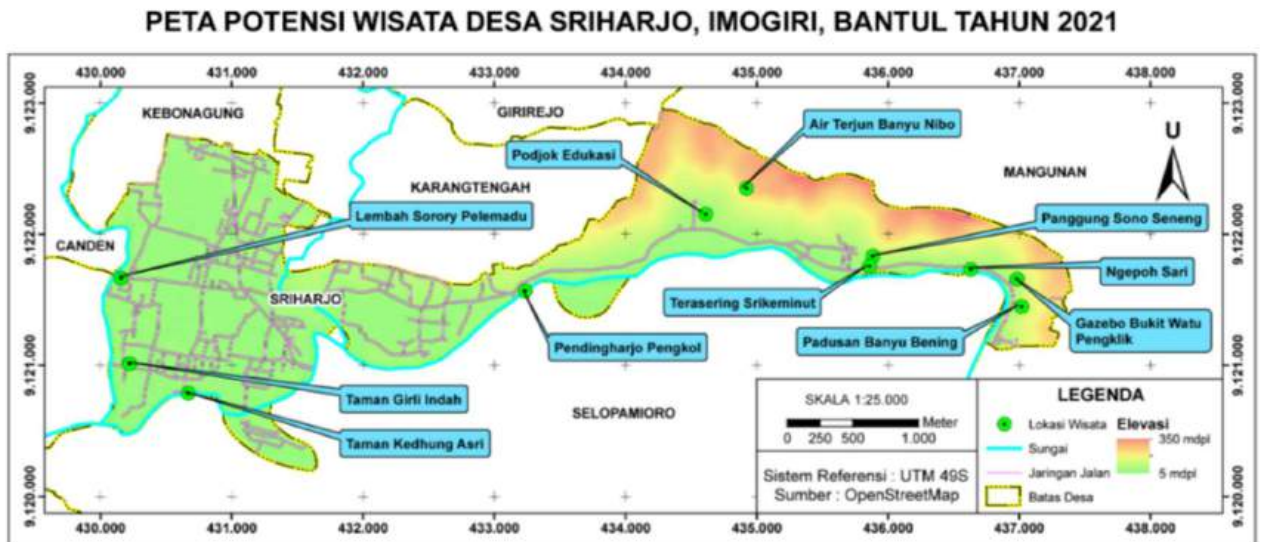 PETA POTENSI WISATA DESA SRIHARJO, IMOGIRI, BANTUL TAHUN 2021
430.000 431.000 432.000 433.000 434.000 435.000 436.000 437.000 438.000
9.123.000
9.123.000
KEBONAGUNG
GIRIREJO
Air Terjun Banyu Nibo
U
Podjok Edukasi
MANGUNAN
KARANGTENGAH
Lembah Sorory Pelemadu
Panggung Sono Seneng
9.122.000
9.122.000
CANDEN
Ngepoh Sari
SRIHARJO
Terasering Srikeminut
Pendingharjo Pengkol
Padusan Banyu Bening
Gazebo Bukit Watu
Pengklik
9.121.000
9.121.000
Taman Girli Indah
SELOPAMIORO
Taman Kedhung Asri
SKALA 1:25.000
Meter
0 250 500 1.000
Sistem Referensi : UTM 49S
Sumber : OpenStreetMap
LEGENDA
Lokasi Wisata
Sungai
Jaringan Jalan
Batas Desa
Elevasi
350 mdpl
5 mdpl
9.120.000
9.120.000
430.000 431.000 432.000 433.000 434.000 435.000 436.000 437.000 438.000